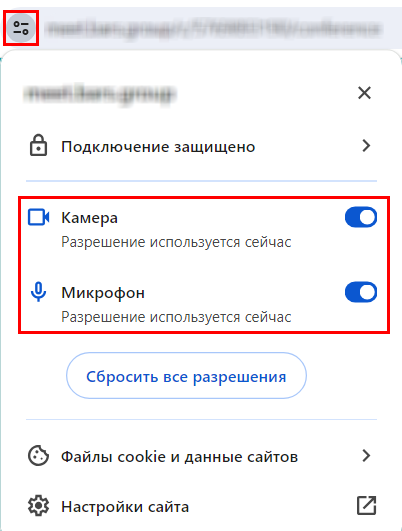 Подключение защищено
Камера
Разрешение используется сейчас
Микрофон
Разрешение используется сейчас
Сбросить все разрешения
Файлы cookie и данные сайтов
Настройки сайта